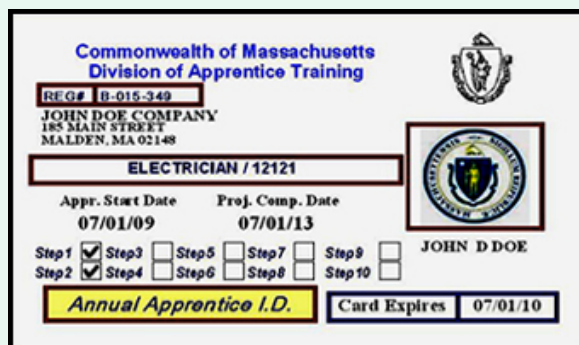 Commonwealth of Massachusetts
Division of Apprentice Training
REG# B-015-349
JOHN DOE COMPANY
185 MAIN STREET
MALDEN, MA 02148
ELECTRICIAN / 12121
Appr. Start Date Proj. Comp. Date
07/01/09 07/01/13
Step1 Step3 Step5 Step7 Step9
Step2 Step4 Step6 Step8 Step10
JOHN D DOE
Annual Apprentice I.D.
Card Expires 07/01/10